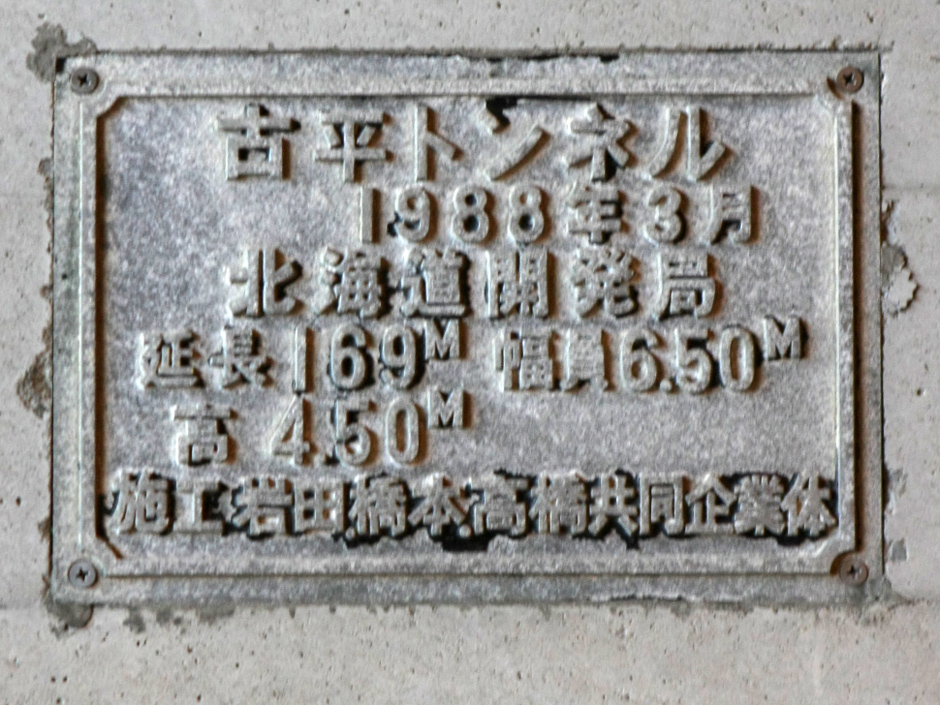 古平トンネル
1988年3月
北海道開発局
延長169M 幅員6.50M
高 4.50M
施工 岩田・橋本・高橋共同企業体